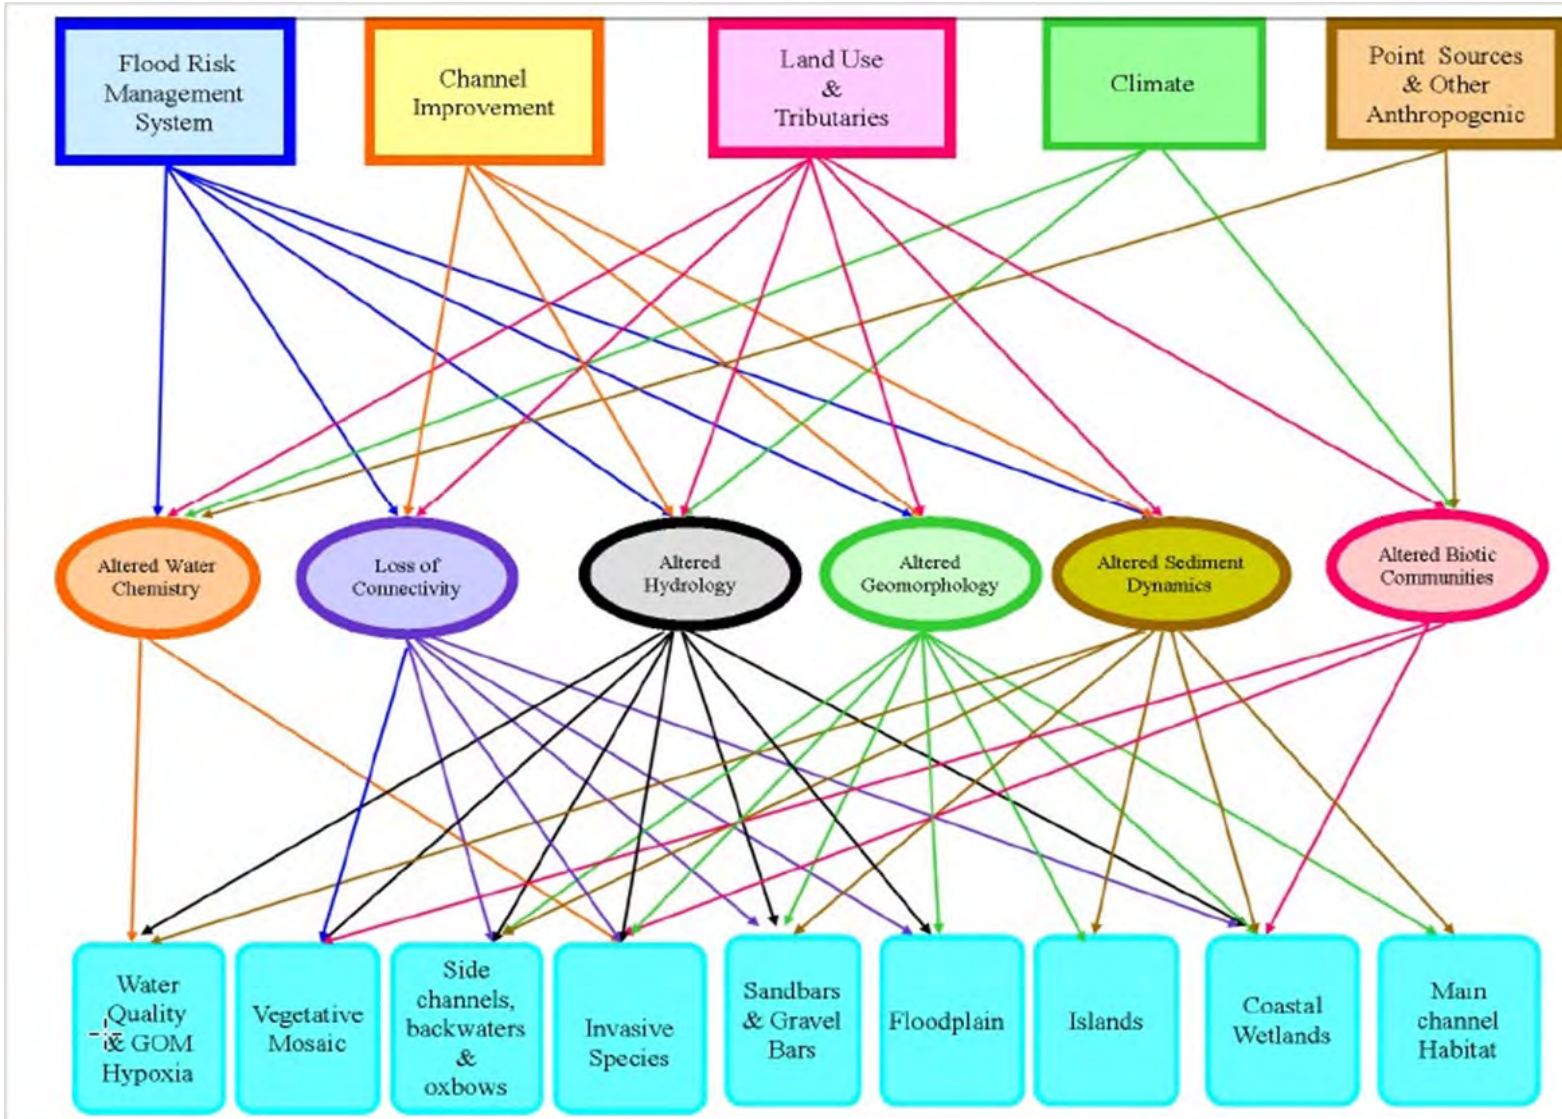 Flood Risk
Management
System
Channel
Improvement
Land Use
&
Tributaries
Climate
Point Sources
& Other
Anthropogenic
Altered Water
Chemistry
Loss of
Connectivity
Altered
Hydrology
Altered
Geomorphology
Altered Sediment
Dynamics
Altered Biotic
Communities
Water
Quality
& GOM
Hypoxia
Vegetative
Mosaic
Side
channels,
backwaters
&
oxbows
Invasive
Species
Sandbars
& Gravel
Bars
Floodplain
Islands
Coastal
Wetlands
Main
channel
Habitat